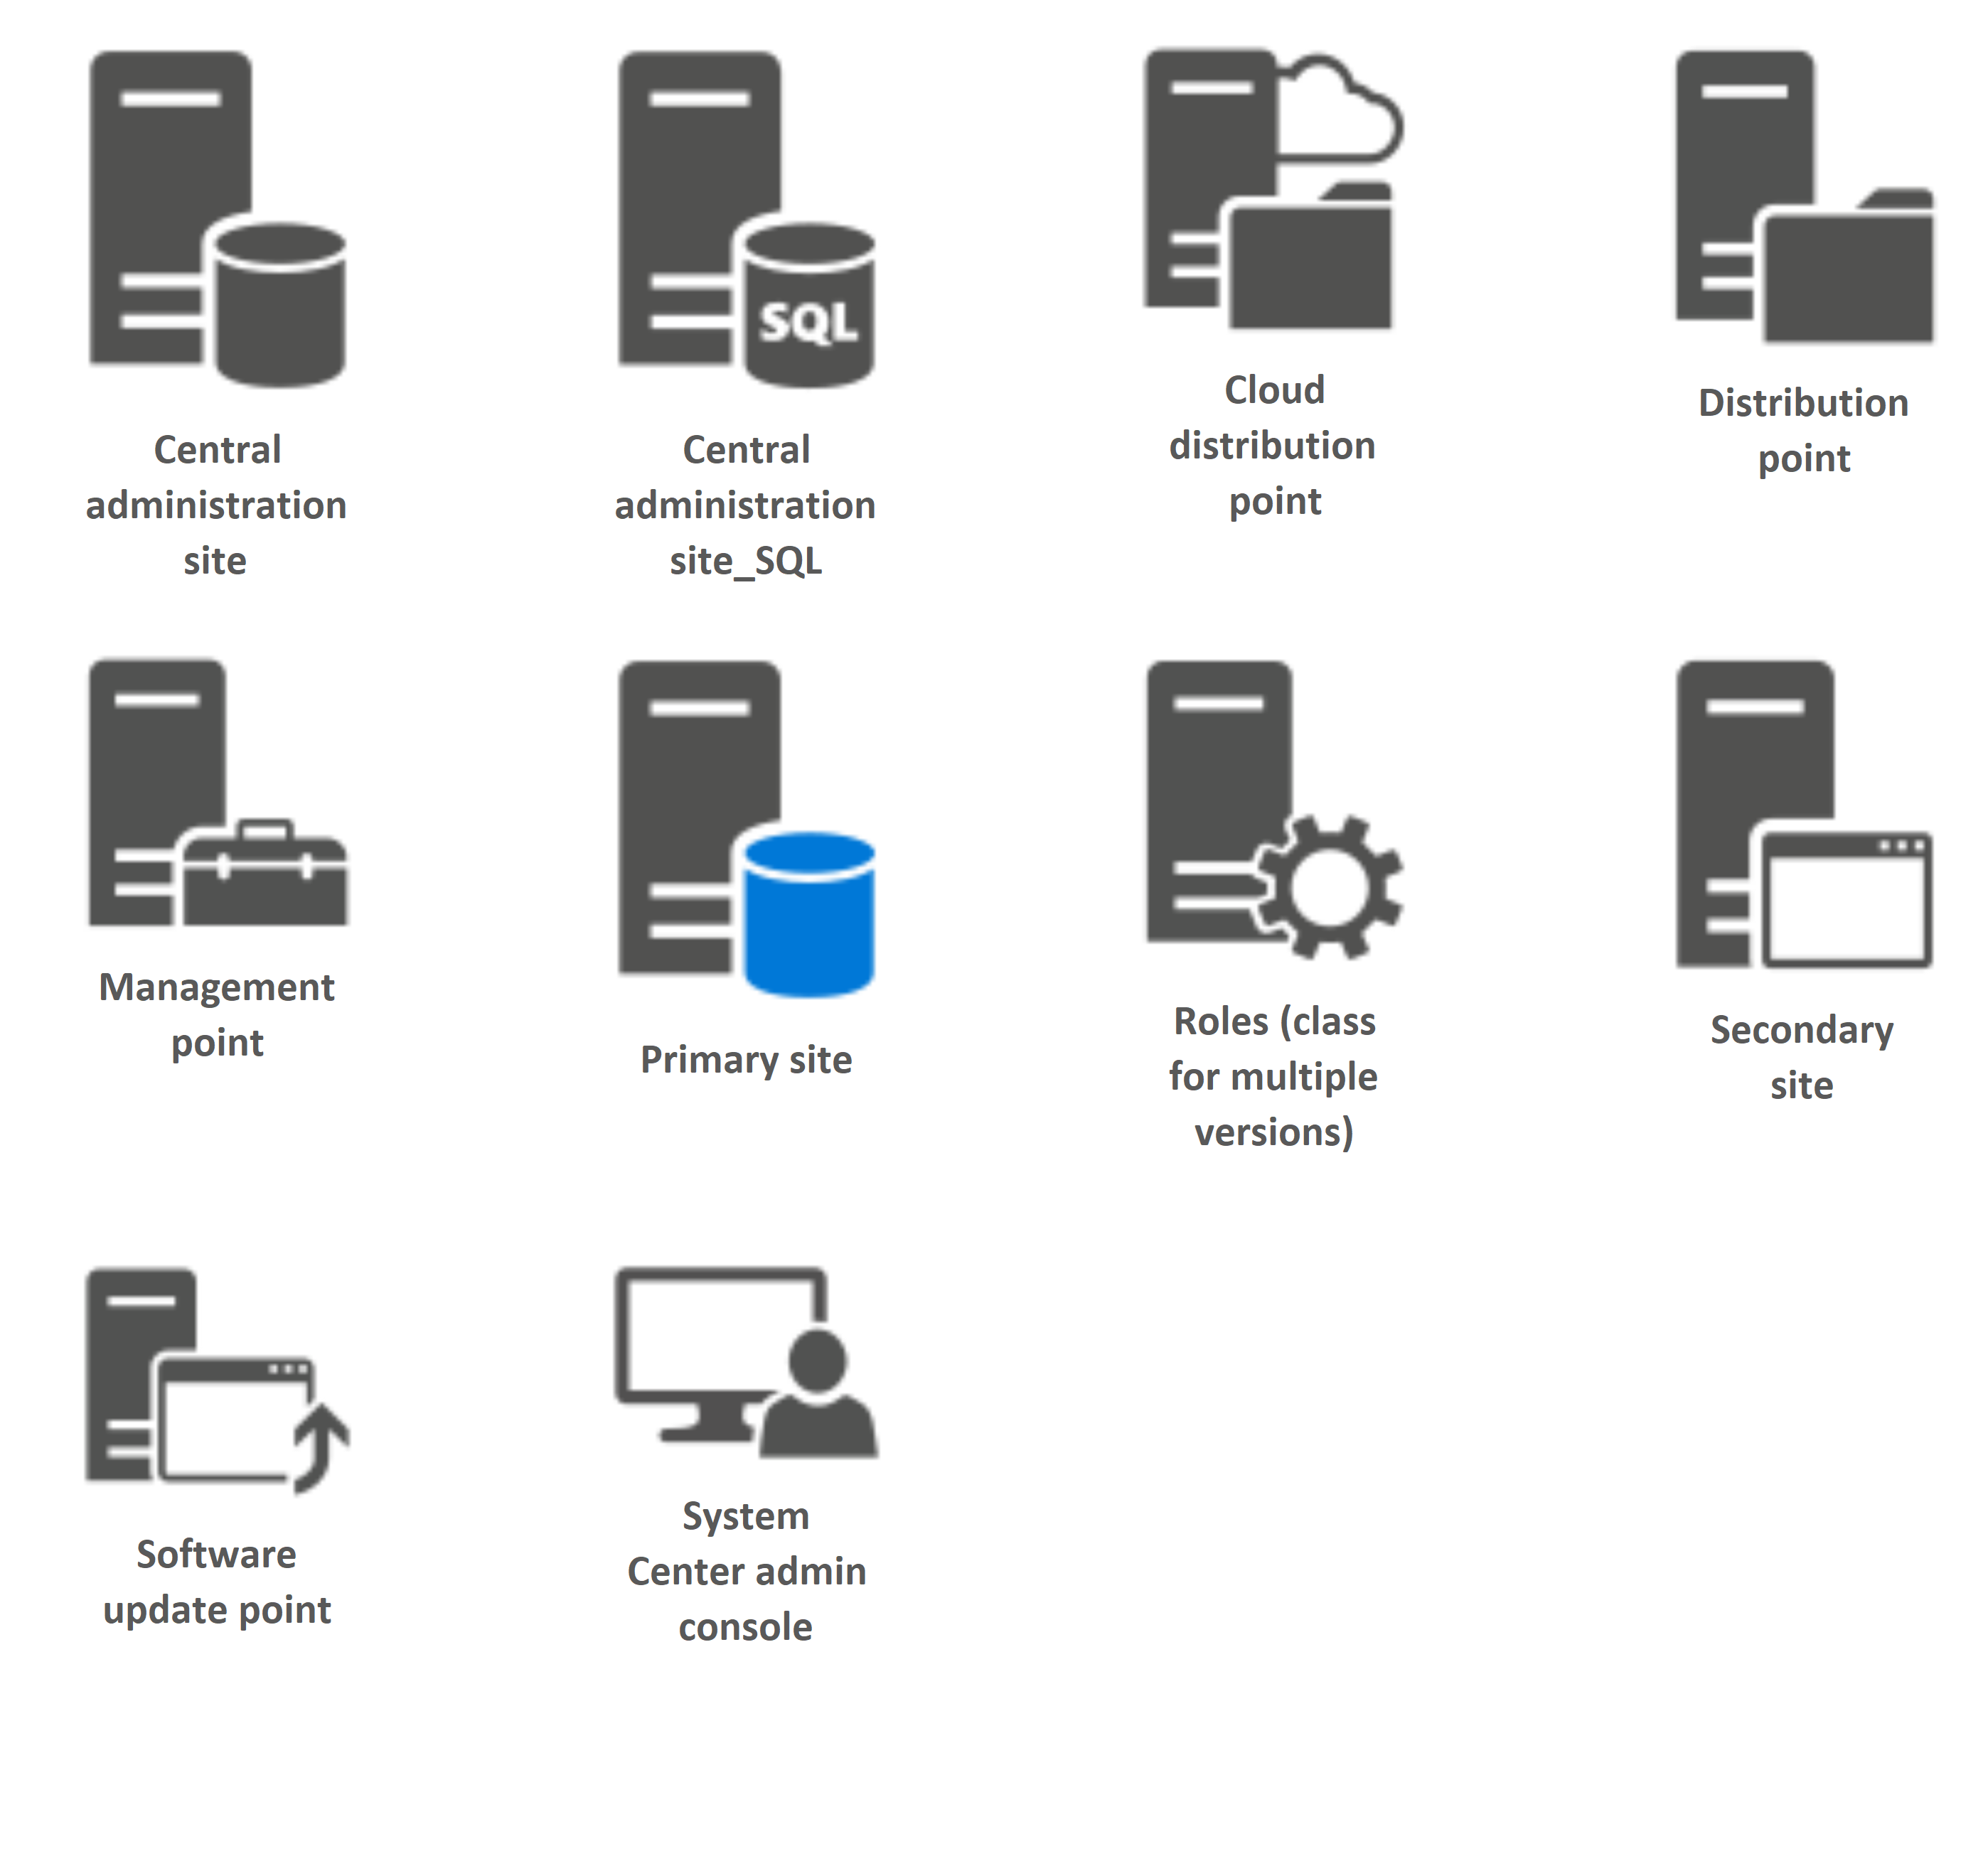 SQL
Central
administration
site
Central
administration
site_SQL
Cloud
distribution
point
Distribution
point
Management
point
Primary site
Roles (class
for multiple
versions)
Secondary
site
Software
update point
System
Center admin
console